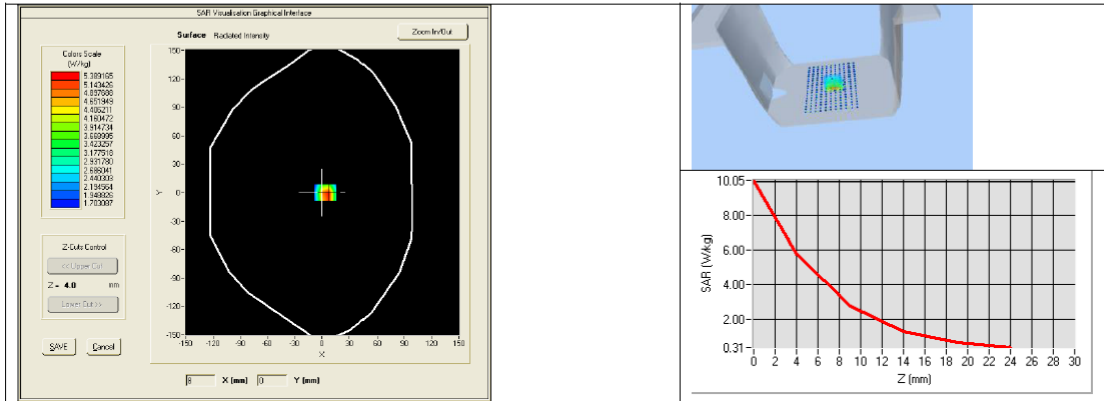 SAR Visualisation Graphical Interface
Surface Radiated Intensity
Zoom In/Out
Colors Scale
(W/kg)
5.389165
5.143426
4.897688
4.651949
4.406211
4.160472
3.914734
3.668995
3.423257
3.177518
2.931780
2.686041
2.440303
2.194564
1.948826
1.703087
150
120
90
60
30
0
-30
-60
-90
-120
-150
Y
-150 -120 -90 -60 -30 0 30 60 90 120 150
X
Z-Cuts Control
<< Upper Cut
Z = 4.0 mm
Lower Cut >>
SAVE Cancel
8 X (mm) 0 Y (mm)
10.05
8.00
6.00
4.00
2.00
0.31
SAR (W/kg)
0 2 4 6 8 10 12 14 16 18 20 22 24 26 28 30
Z (mm)